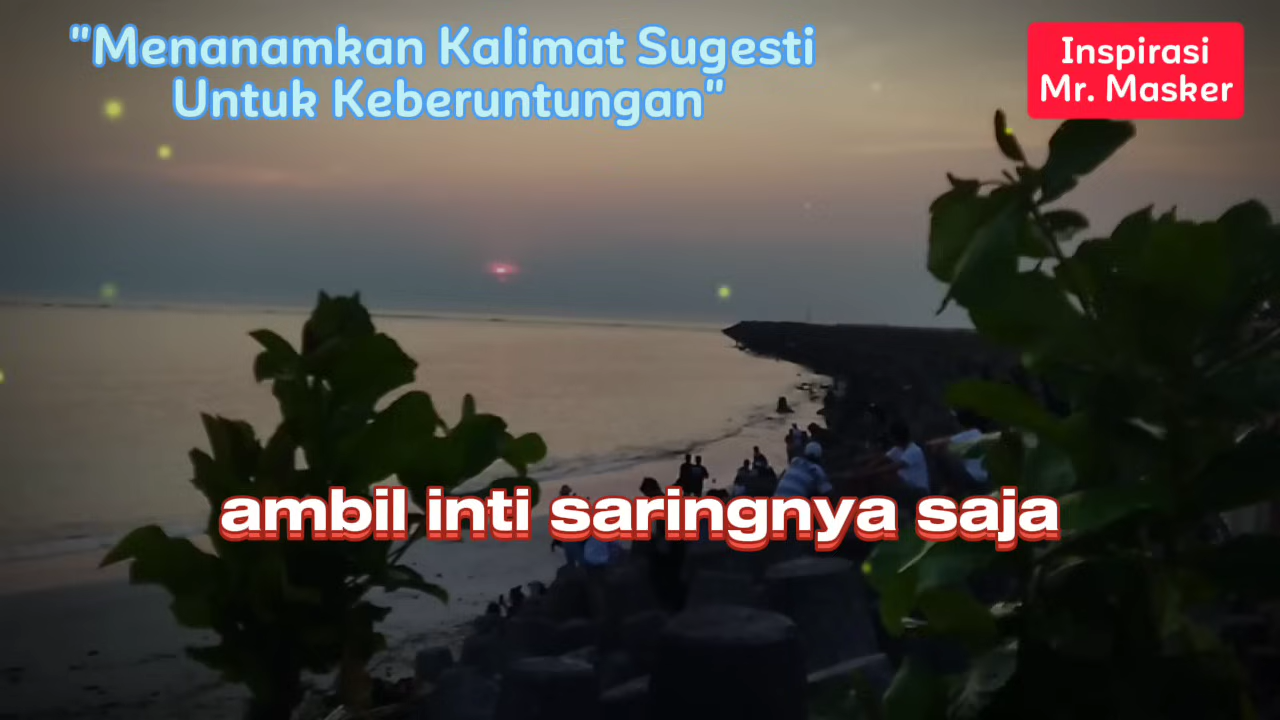 "Menanamkan Kalimat Sugesti
Untuk Keberuntungan"
Inspirasi
Mr. Masker
ambil inti saringnya saja